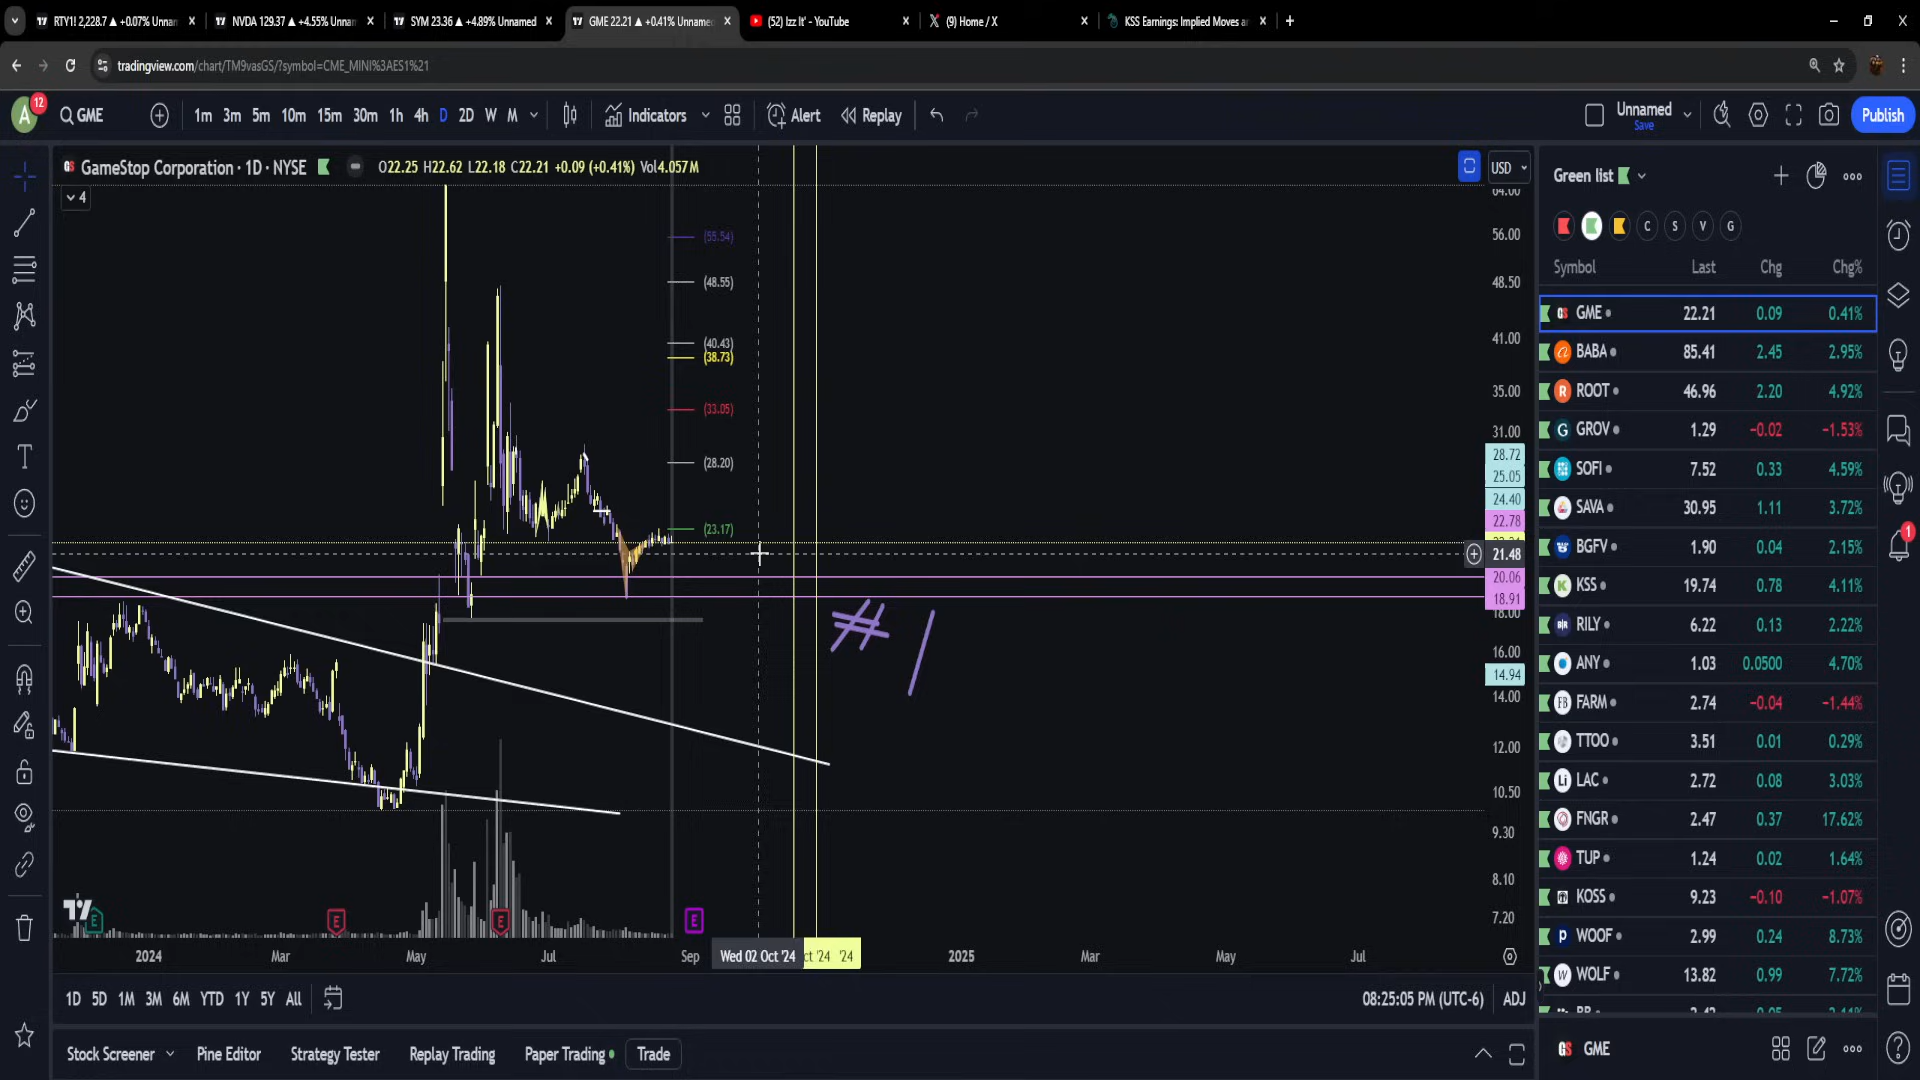 RTY1! 2,228.7 ▲ +0.07% Unnan
NVDA 129.37 ▲ +4.55% Unnan
SYM 23.36 ▲ +4.89% Unnamed
GME 22.21 ▲ +0.41% Unname
(52) Izz It' - YouTube
(9) Home / X
KSS Earnings: Implied Moves a
tradingview.com/chart/TM9vasGS/?symbol=CME_MINI%3AES1%21
A 12 GME 1m 3m 5m 10m 15m 30m 1h 4h D 2D W M Indicators Alert Replay Unnamed Save Publish
GameStop Corporation · 1D · NYSE O22.25 H22.62 L22.18 C22.21 +0.09 (+0.41%) Vol4.057M USD
4
(55.54)
(48.55)
(40.43)
(38.73)
(33.05)
(28.20)
(23.17)
# 1
64.00
56.00
48.50
41.00
35.00
31.00
28.72
25.05
24.40
22.78
21.48
20.06
18.91
18.00
16.00
14.94
14.00
12.00
10.50
9.30
8.10
7.20
E E E E
2024 Mar May Jul Sep Wed 02 Oct '24 ct '24 '24 2025 Mar May Jul
1D 5D 1M 3M 6M YTD 1Y 5Y All 08:25:05 PM (UTC-6) ADJ
Stock Screener Pine Editor Strategy Tester Replay Trading Paper Trading Trade
Green list
C S V G
Symbol Last Chg Chg%
GME 22.21 0.09 0.41%
BABA 85.41 2.45 2.95%
ROOT 46.96 2.20 4.92%
GROV 1.29 −0.02 −1.53%
SOFI 7.52 0.33 4.59%
SAVA 30.95 1.11 3.72%
BGFV 1.90 0.04 2.15%
KSS 19.74 0.78 4.11%
RILY 6.22 0.13 2.22%
ANY 1.03 0.0500 4.70%
FARM 2.74 −0.04 −1.44%
TTOO 3.51 0.01 0.29%
LAC 2.72 0.08 3.03%
FNGR 2.47 0.37 17.62%
TUP 1.24 0.02 1.64%
KOSS 9.23 −0.10 −1.07%
WOOF 2.99 0.24 8.73%
WOLF 13.82 0.99 7.72%
GME
1